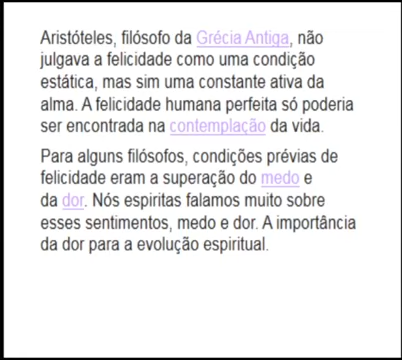 Aristóteles, filósofo da Grécia Antiga, não
julgava a felicidade como uma condição
estática, mas sim uma constante ativa da
alma. A felicidade humana perfeita só poderia
ser encontrada na contemplação da vida.
Para alguns filósofos, condições prévias de
felicidade eram a superação do medo e
da dor. Nós espiritas falamos muito sobre
esses sentimentos, medo e dor. A importância
da dor para a evolução espiritual.